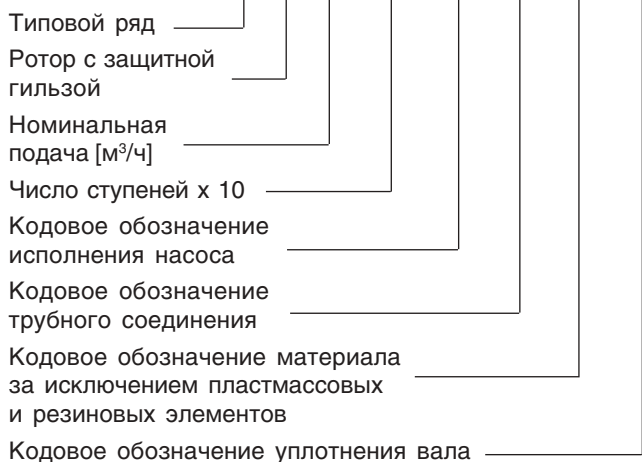 Типовой ряд
Ротор с защитной
гильзой
Номинальная
подача [м³/ч]
Число ступеней x 10
Кодовое обозначение
исполнения насоса
Кодовое обозначение
трубного соединения
Кодовое обозначение материала
за исключением пластмассовых
и резиновых элементов
Кодовое обозначение уплотнения вала